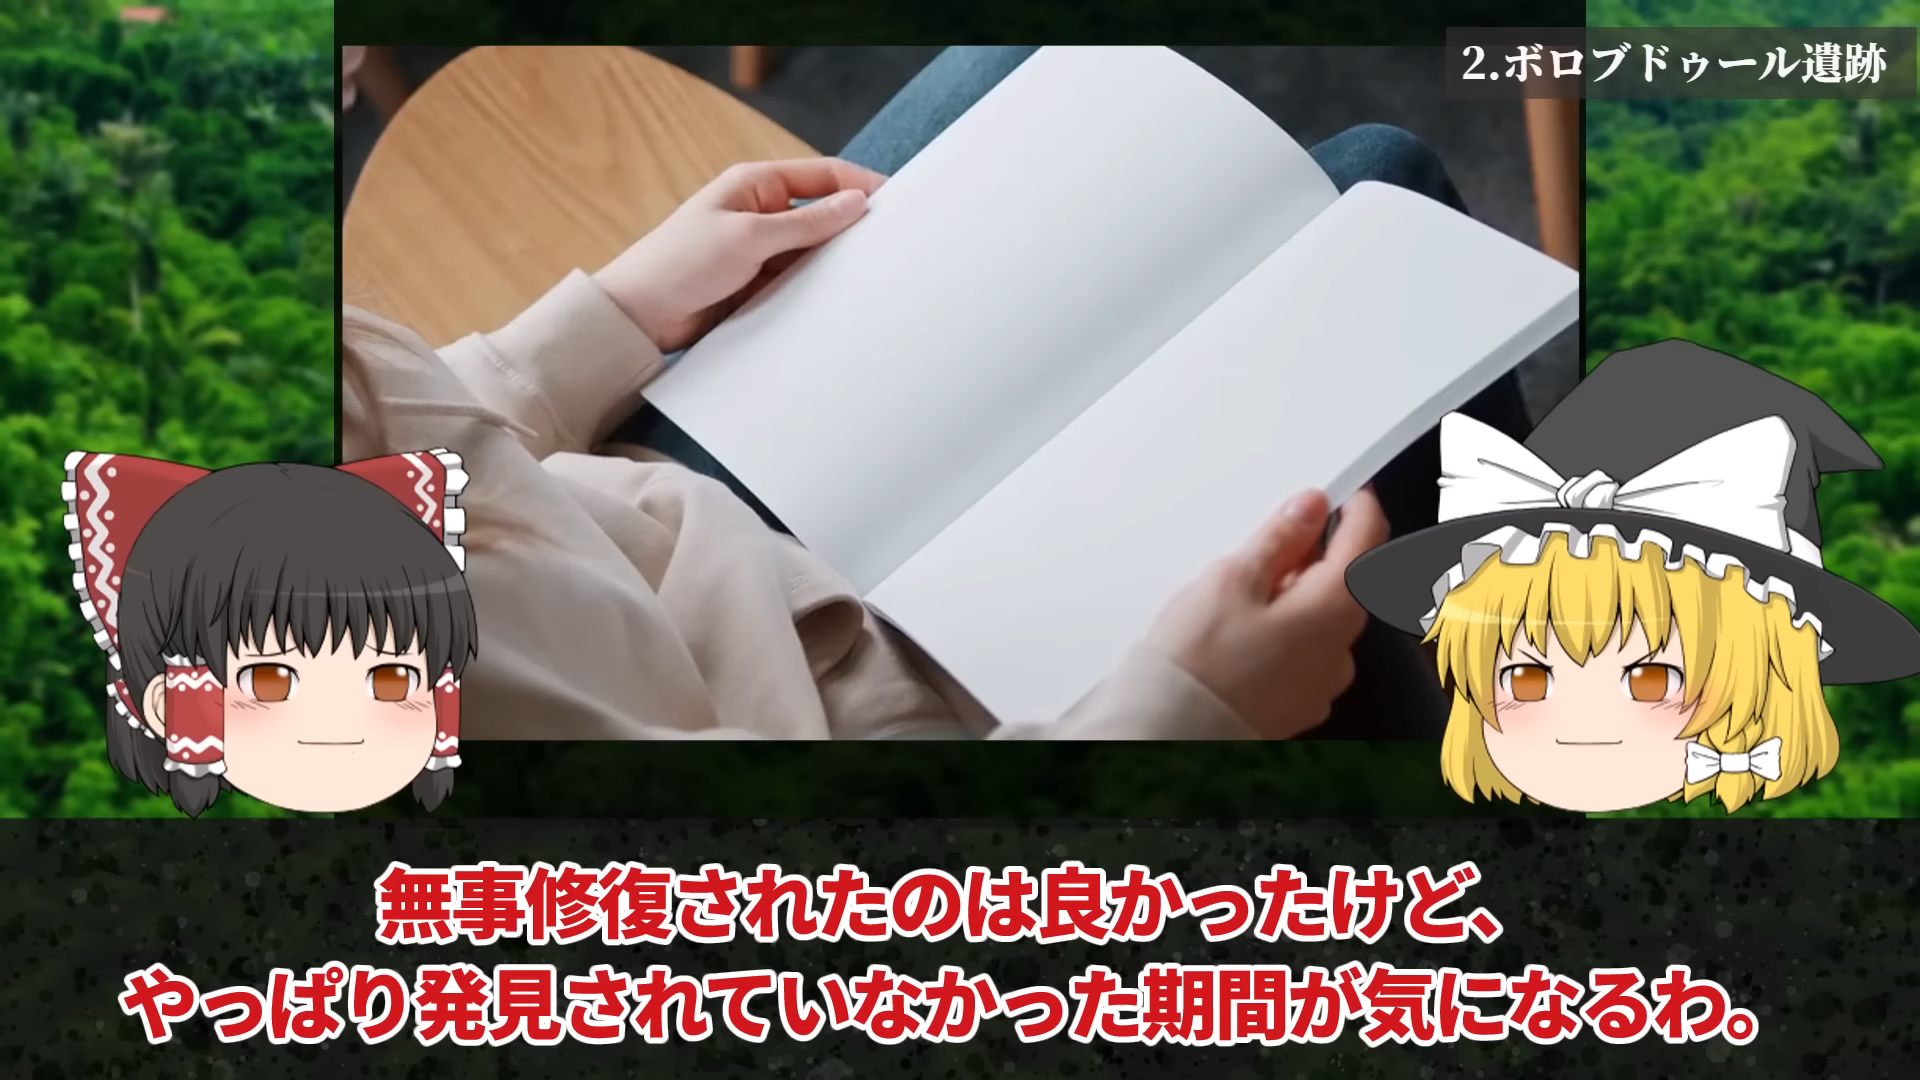 2.ボロブドゥール遺跡
無事修復されたのは良かったけど、
やっぱり発見されていなかった期間が気になるわ。